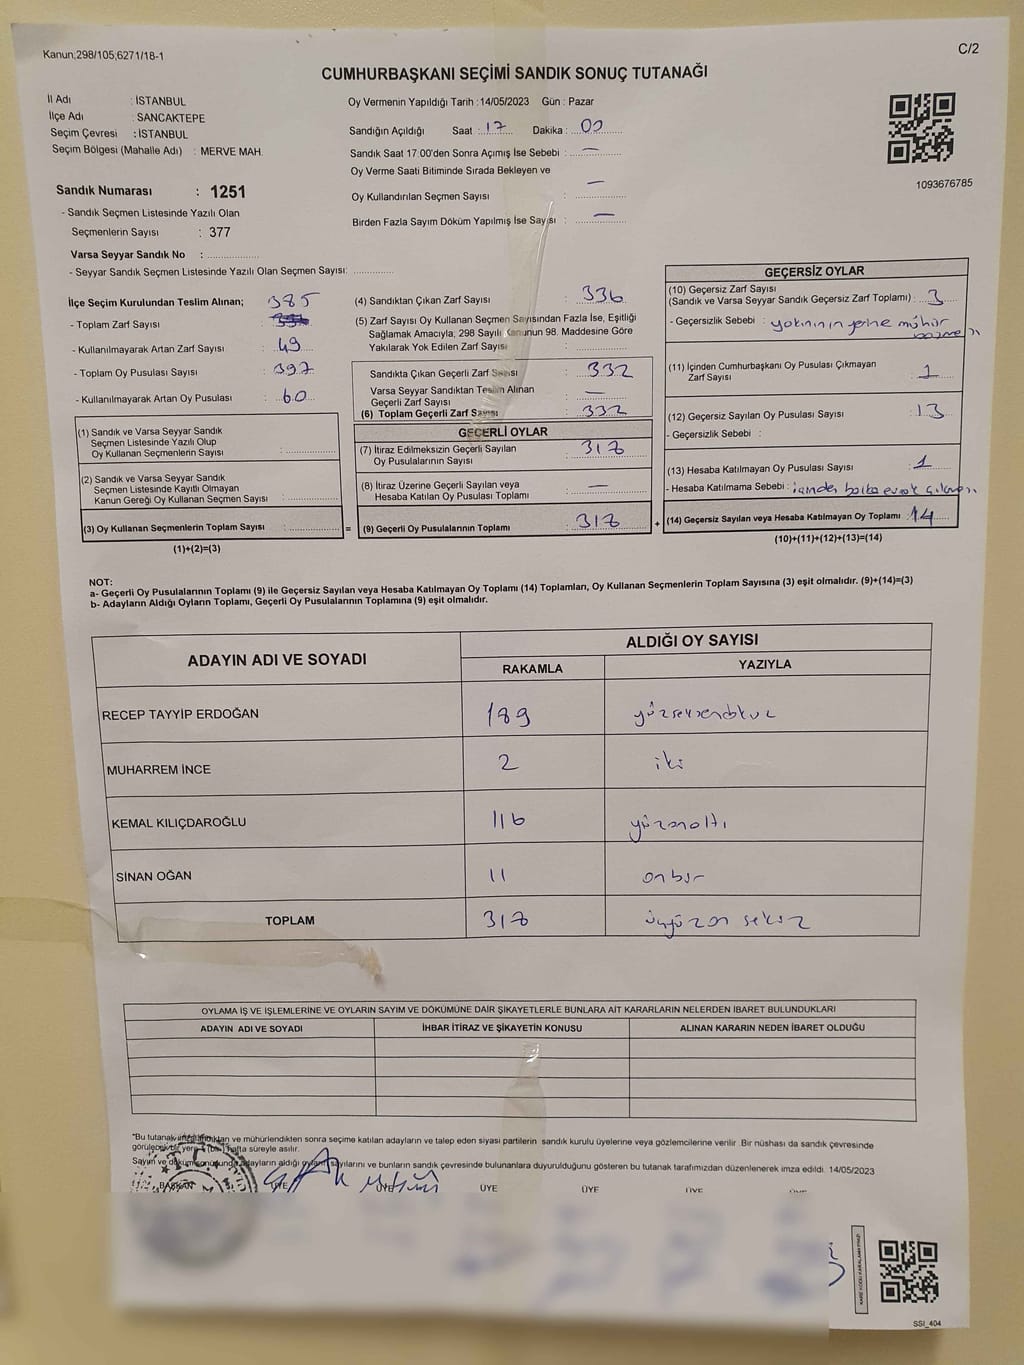 Kanun;298/105;6271/18-1
C/2
CUMHURBAŞKANI SEÇİMİ SANDIK SONUÇ TUTANAĞI
İl Adı : İSTANBUL
İlçe Adı : SANCAKTEPE
Seçim Çevresi : İSTANBUL
Seçim Bölgesi (Mahalle Adı) : MERVE MAH.
Sandık Numarası : 1251
- Sandık Seçmen Listesinde Yazılı Olan
Seçmenlerin Sayısı : 377
Varsa Seyyar Sandık No :
- Seyyar Sandık Seçmen Listesinde Yazılı Olan Seçmen Sayısı:
Oy Vermenin Yapıldığı Tarih : 14/05/2023 Gün : Pazar
Sandığın Açıldığı Saat : 17 Dakika : 00
Sandık Saat 17:00'den Sonra Açımış İse Sebebi : —
Oy Verme Saati Bitiminde Sırada Bekleyen ve
Oy Kullandırılan Seçmen Sayısı : —
Birden Fazla Sayım Döküm Yapılmış İse Sayısı : —
1093676785
İlçe Seçim Kurulundan Teslim Alınan; 385
- Toplam Zarf Sayısı :
- Kullanılmayarak Artan Zarf Sayısı : 49
- Toplam Oy Pusulası Sayısı : 397
- Kullanılmayarak Artan Oy Pusulası : 60
(1) Sandık ve Varsa Seyyar Sandık
Seçmen Listesinde Yazılı Olup
Oy Kullanan Seçmenlerin Sayısı :
(2) Sandık ve Varsa Seyyar Sandık
Seçmen Listesinde Kayıtlı Olmayan
Kanun Gereği Oy Kullanan Seçmen Sayısı :
(3) Oy Kullanan Seçmenlerin Toplam Sayısı : =
(1)+(2)=(3)
(4) Sandıktan Çıkan Zarf Sayısı : 336
(5) Zarf Sayısı Oy Kullanan Seçmen Sayısından Fazla İse, Eşitliği
Sağlamak Amacıyla; 298 Sayılı Kanunun 98. Maddesine Göre
Yakılarak Yok Edilen Zarf Sayısı :
Sandıkta Çıkan Geçerli Zarf Sayısı : 332
Varsa Seyyar Sandıktan Teslim Alınan
Geçerli Zarf Sayısı : —
(6) Toplam Geçerli Zarf Sayısı : 332
GEÇERLİ OYLAR
(7) İtiraz Edilmeksizin Geçerli Sayılan
Oy Pusulalarının Sayısı : 318
(8) İtiraz Üzerine Geçerli Sayılan veya
Hesaba Katılan Oy Pusulası Toplamı : —
(9) Geçerli Oy Pusulalarının Toplamı : 318 +
GEÇERSİZ OYLAR
(10) Geçersiz Zarf Sayısı
(Sandık ve Varsa Seyyar Sandık Geçersiz Zarf Toplamı) : 3
- Geçersizlik Sebebi : yerine mühür
(11) İçinden Cumhurbaşkanı Oy Pusulası Çıkmayan
Zarf Sayısı : 1
(12) Geçersiz Sayılan Oy Pusulası Sayısı : 13
- Geçersizlik Sebebi :
(13) Hesaba Katılmayan Oy Pusulası Sayısı : 1
- Hesaba Katılmama Sebebi : içinden başka evrak çıkması
(14) Geçersiz Sayılan veya Hesaba Katılmayan Oy Toplamı : 14
(10)+(11)+(12)+(13)=(14)
NOT:
a- Geçerli Oy Pusulalarının Toplamı (9) ile Geçersiz Sayılan veya Hesaba Katılmayan Oy Toplamı (14) Toplamları, Oy Kullanan Seçmenlerin Toplam Sayısına (3) eşit olmalıdır. (9)+(14)=(3)
b- Adayların Aldığı Oyların Toplamı, Geçerli Oy Pusulalarının Toplamına (9) eşit olmalıdır.
ADAYIN ADI VE SOYADI
ALDIĞI OY SAYISI
RAKAMLA YAZIYLA
RECEP TAYYİP ERDOĞAN 189 yüzseksendokuz
MUHARREM İNCE 2 iki
KEMAL KILIÇDAROĞLU 116 yüzonaltı
SİNAN OĞAN 11 onbir
TOPLAM 318 üçyüzon sekiz
OYLAMA İŞ VE İŞLEMLERİNE VE OYLARIN SAYIM VE DÖKÜMÜNE DAİR ŞİKAYETLERLE BUNLARA AİT KARARLARIN NELERDEN İBARET BULUNDUKLARI
ADAYIN ADI VE SOYADI İHBAR İTİRAZ VE ŞİKAYETİN KONUSU ALINAN KARARIN NEDEN İBARET OLDUĞU
"Bu tutanak ve mühürlendikten sonra seçime katılan adayların ve talep eden siyasi partilerin sandık kurulu üyelerine veya gözlemcilerine verilir .Bir nüshası da sandık çevresinde
görülecek bir yere 1 (bir) hafta süreyle asılır.
Sayım ve döküm sonucunda adayların aldığı oyların sayılarını ve bunların sandık çevresinde bulunanlara duyurulduğunu gösteren bu tutanak tarafımızdan düzenlenerek imza edildi. 14/05/2023
BAŞKAN ÜYE ÜYE ÜYE ÜYE ÜYE ÜYE
SSI_404